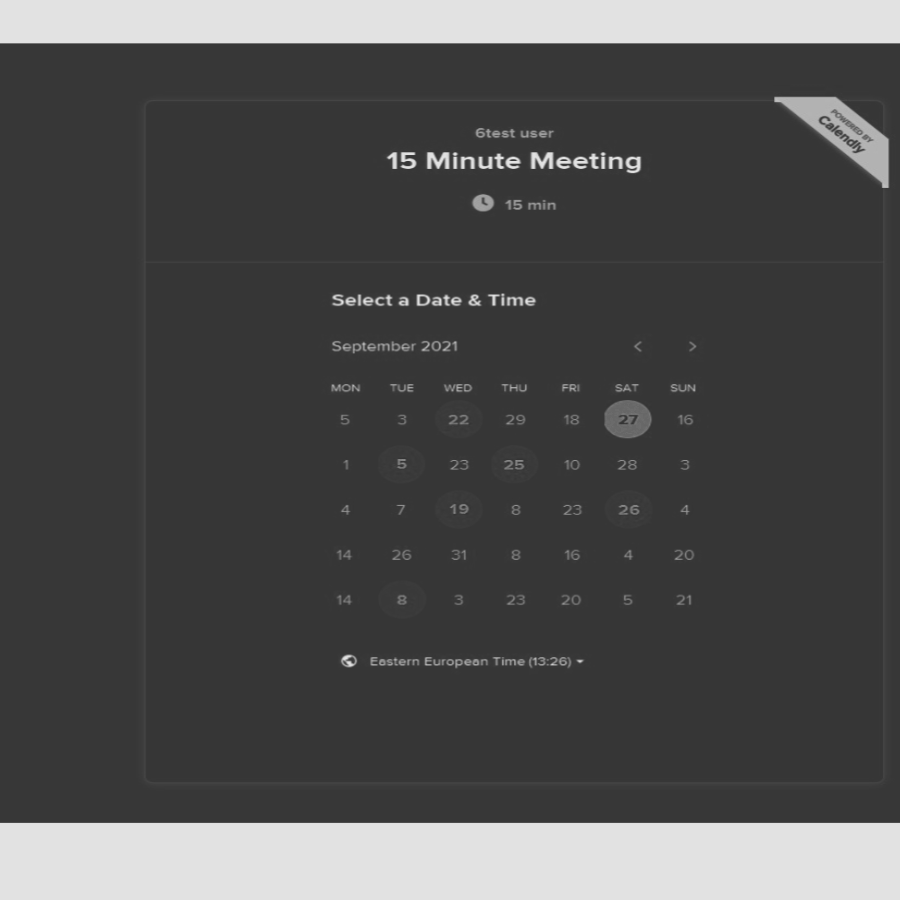 POWERED BY
Calendly
6test user
15 Minute Meeting
15 min
Select a Date & Time
September 2021
MON TUE WED THU FRI SAT SUN
5 3 22 29 18 27 16
1 5 23 25 10 28 3
4 7 19 8 23 26 4
14 26 31 8 16 4 20
14 8 3 23 20 5 21
Eastern European Time (13:26)